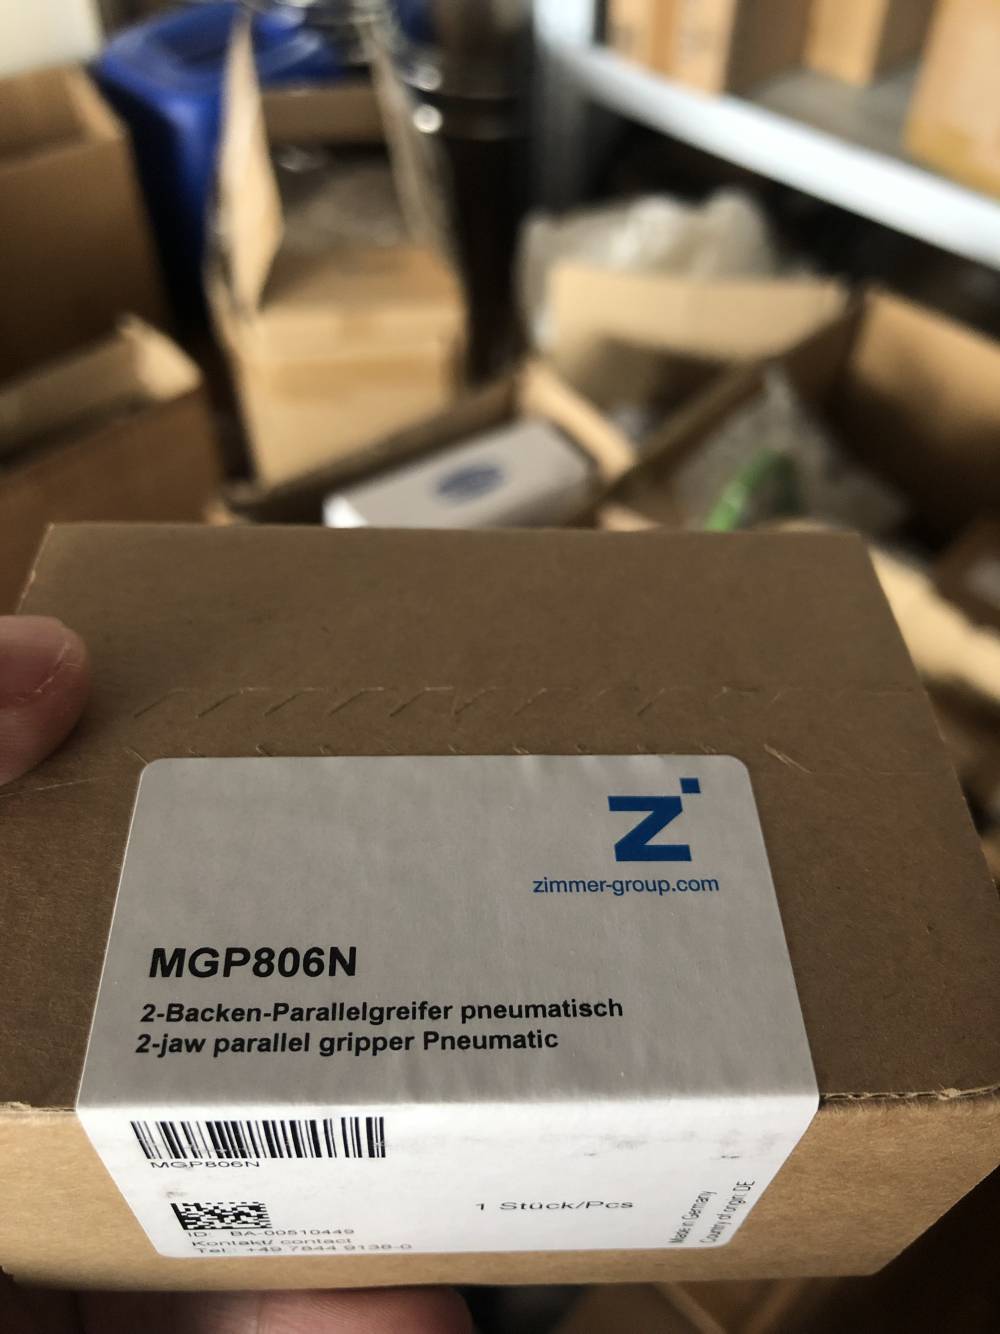 Z
zimmer-group.com
MGP806N
2-Backen-Parallelgreifer pneumatisch
2-jaw parallel gripper Pneumatic
MGP806N
1 Stück/Pcs
ID: BA-00510449
Kontakt/ contact
Tel.: +49 7844 9138-0
Made in Germany
Country of origin: DE